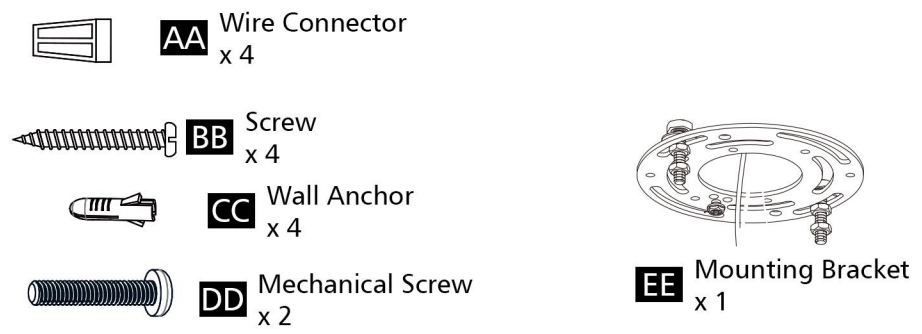 AA Wire Connector
x 4
BB Screw
x 4
CC Wall Anchor
x 4
DD Mechanical Screw
x 2
EE Mounting Bracket
x 1